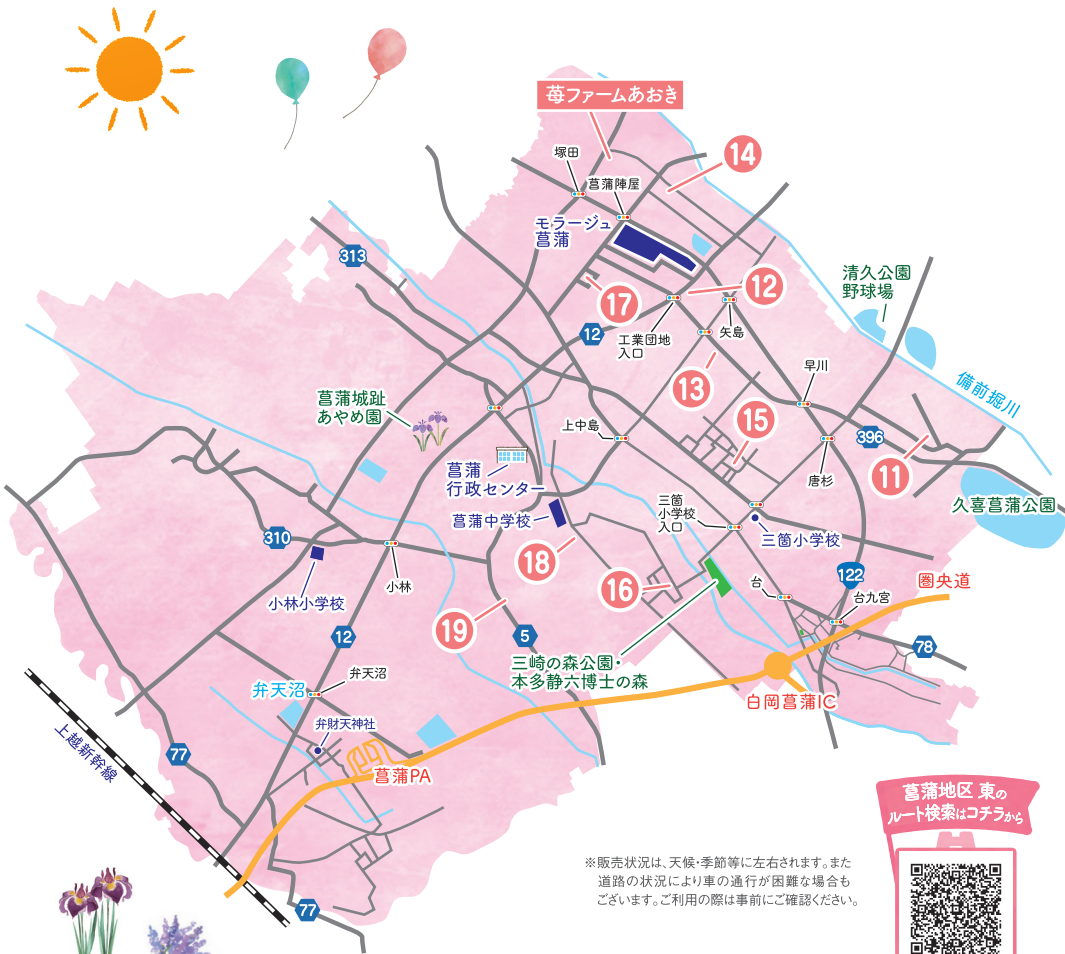 苺ファームあおき
塚田
14
菖蒲陣屋
モラージュ
菖蒲
313
清久公園
野球場
17
12
12
矢島
工業団地
入口
早川
備前掘川
13
菖蒲城趾
あやめ園
15
上中島
396
11
唐杉
菖蒲
行政センター
久喜菖蒲公園
三箇
小学校
入口
菖蒲中学校
三箇小学校
310
18
小林
122
圏央道
台
16
台九宮
小林小学校
12
19
5
78
三崎の森公園・
本多静六博士の森
弁天沼
弁天沼
白岡菖蒲IC
弁財天神社
上越新幹線
77
菖蒲PA
菖蒲地区 東の
ルート検索はコチラから
※販売状況は、天候・季節等に左右されます。また
道路の状況により車の通行が困難な場合も
ございます。ご利用の際は事前にご確認ください。
77